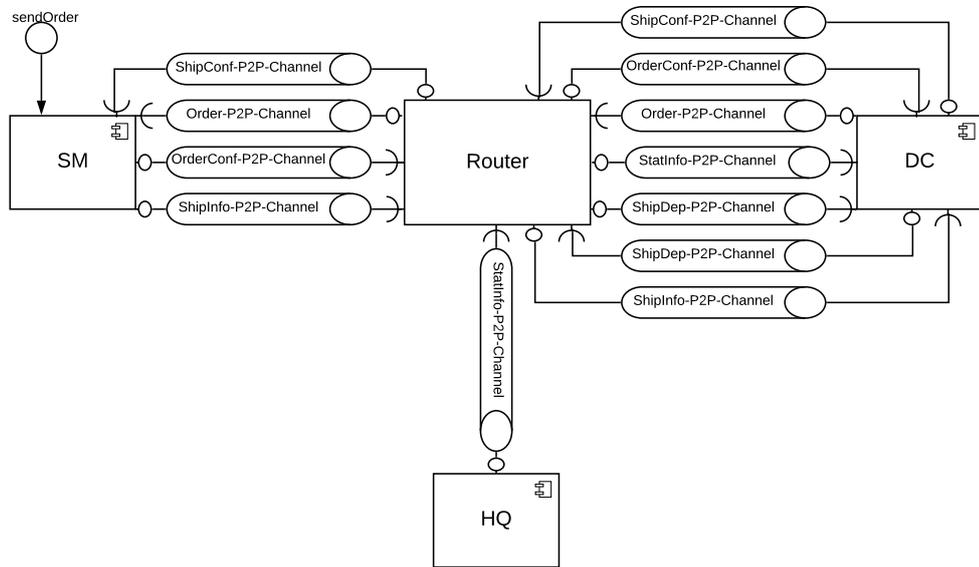 sendOrder
ShipConf-P2P-Channel
ShipConf-P2P-Channel
OrderConf-P2P-Channel
Order-P2P-Channel
Order-P2P-Channel
SM
OrderConf-P2P-Channel
Router
StatInfo-P2P-Channel
DC
ShipInfo-P2P-Channel
ShipDep-P2P-Channel
ShipDep-P2P-Channel
StatInfo-P2P-Channel
ShipInfo-P2P-Channel
HQ